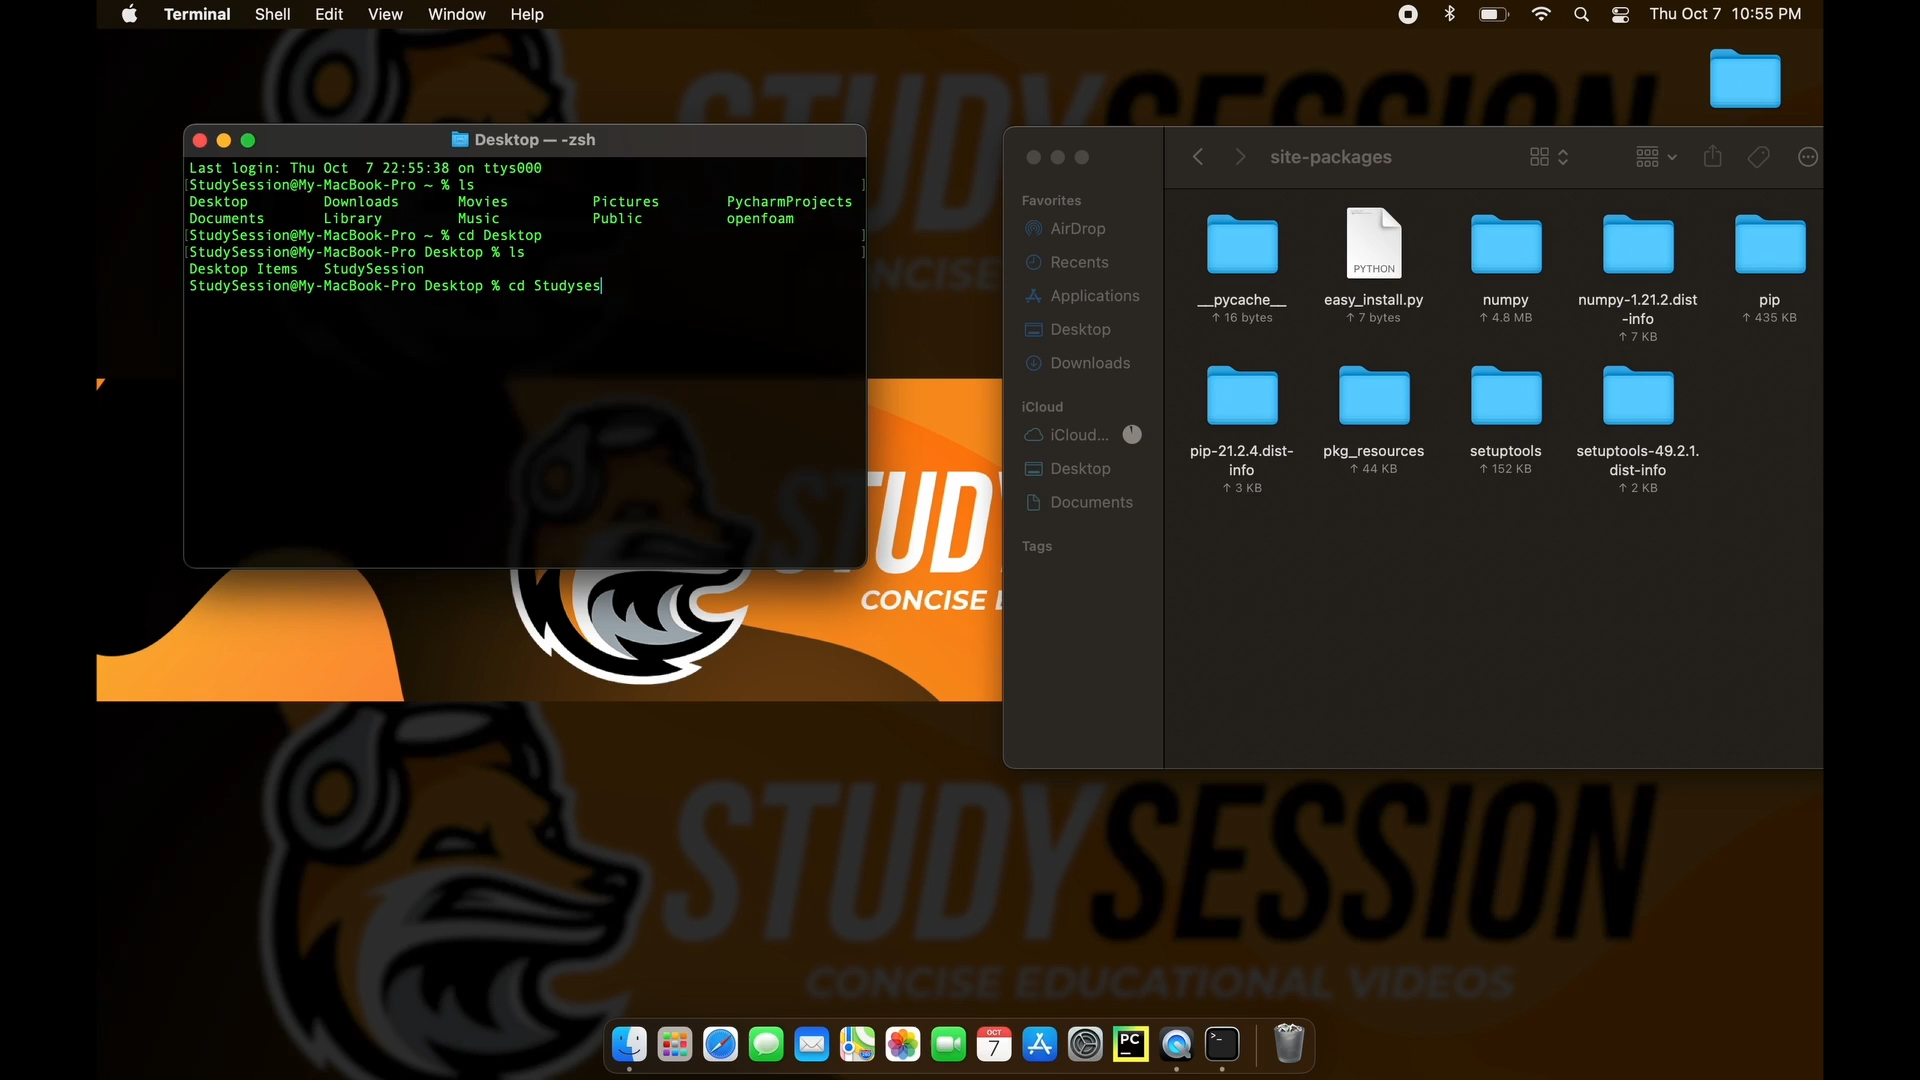 Terminal Shell Edit View Window Help Thu Oct 7 10:55 PM
STUDYSESSION
Desktop — -zsh
Last login: Thu Oct  7 22:55:38 on ttys000
[StudySession@My-MacBook-Pro ~ % ls ]
Desktop Downloads Movies Pictures PycharmProjects
Documents Library Music Public openfoam
[StudySession@My-MacBook-Pro ~ % cd Desktop ]
[StudySession@My-MacBook-Pro Desktop % ls ]
Desktop Items StudySession
StudySession@My-MacBook-Pro Desktop % cd Studyses
STUDY
CONCISE
site-packages
Favorites
AirDrop
Recents
Applications
Desktop
Downloads
iCloud
iCloud...
Desktop
Documents
Tags
__pycache__
↑ 16 bytes
PYTHON
easy_install.py
↑ 7 bytes
numpy
↑ 4.8 MB
numpy-1.21.2.dist
-info
↑ 7 KB
pip
↑ 435 KB
pip-21.2.4.dist-
info
↑ 3 KB
pkg_resources
↑ 44 KB
setuptools
↑ 152 KB
setuptools-49.2.1.
dist-info
↑ 2 KB
STUDYSESSION
CONCISE EDUCATIONAL VIDEOS
OCT
7
PC